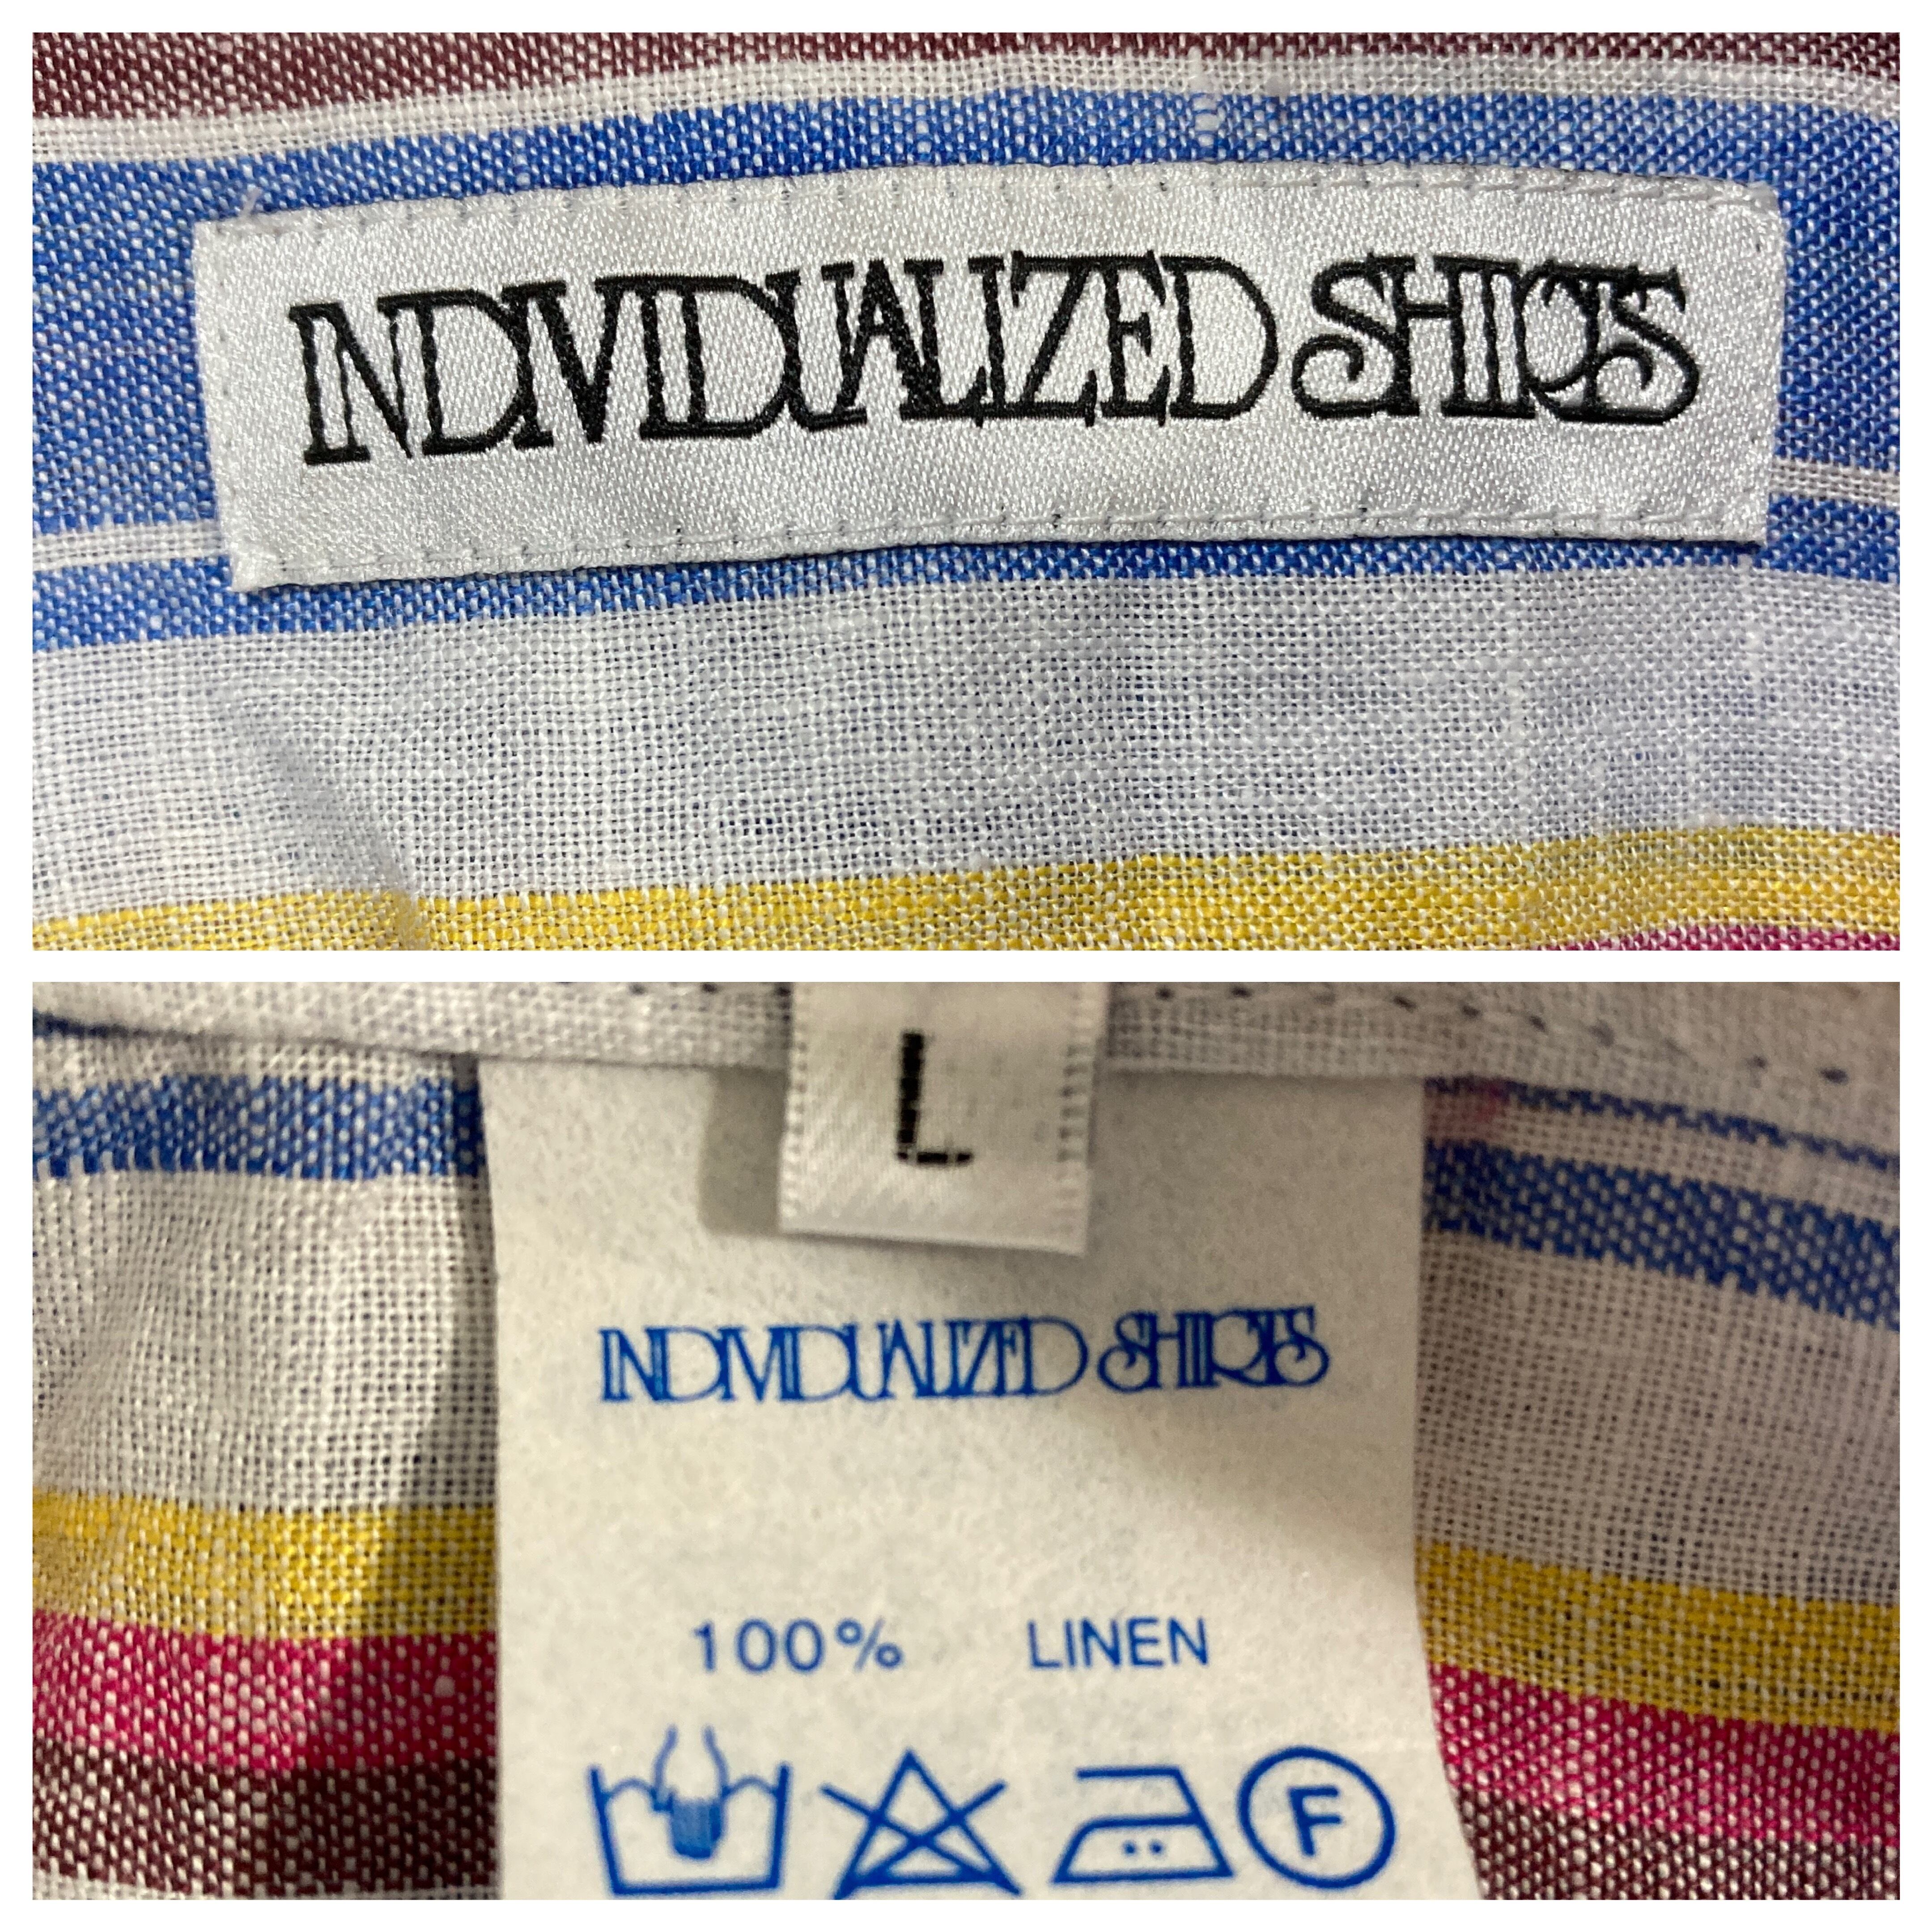 INDIVIDUALIZED SHIRTS
L
INDIVIDUALIZED SHIRTS
100% LINEN
F